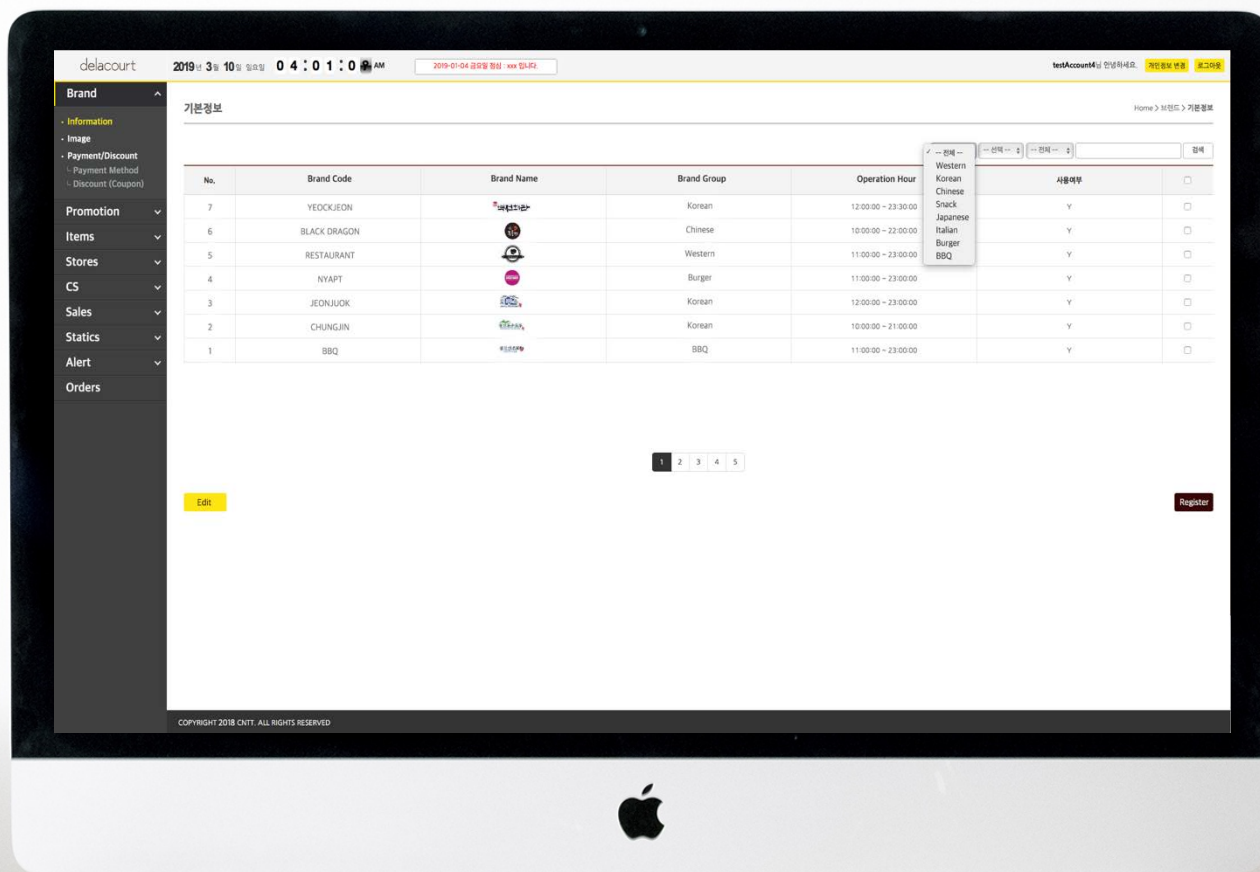 delacourt
2019년 3월 10일 일요일 04:01:0 AM
2019-01-04 금요일 점심 : xxx 입니다.
testAccount4님 안녕하세요. 개인정보 변경 로그아웃
Brand
Information
Image
Payment/Discount
Payment Method
Discount (Coupon)
Promotion
Items
Stores
CS
Sales
Statics
Alert
Orders
기본정보
Home > 브랜드 > 기본정보
✓ -- 전체 --
Western
Korean
Chinese
Snack
Japanese
Italian
Burger
BBQ
-- 선택 -- -- 전체 -- 검색
No. Brand Code Brand Name Brand Group Operation Hour 사용여부
7 YEOCKJEON Korean 12:00:00 ~ 23:30:00 Y
6 BLACK DRAGON Chinese 10:00:00 ~ 22:00:00 Y
5 RESTAURANT Western 11:00:00 ~ 23:00:00 Y
4 NYAPT Burger 11:00:00 ~ 23:00:00 Y
3 JEONJUOK Korean 12:00:00 ~ 23:00:00 Y
2 CHUNGJIN Korean 10:00:00 ~ 21:00:00 Y
1 BBQ BBQ 11:00:00 ~ 23:00:00 Y
1 2 3 4 5
Edit
Register
COPYRIGHT 2018 CNTT. ALL RIGHTS RESERVED